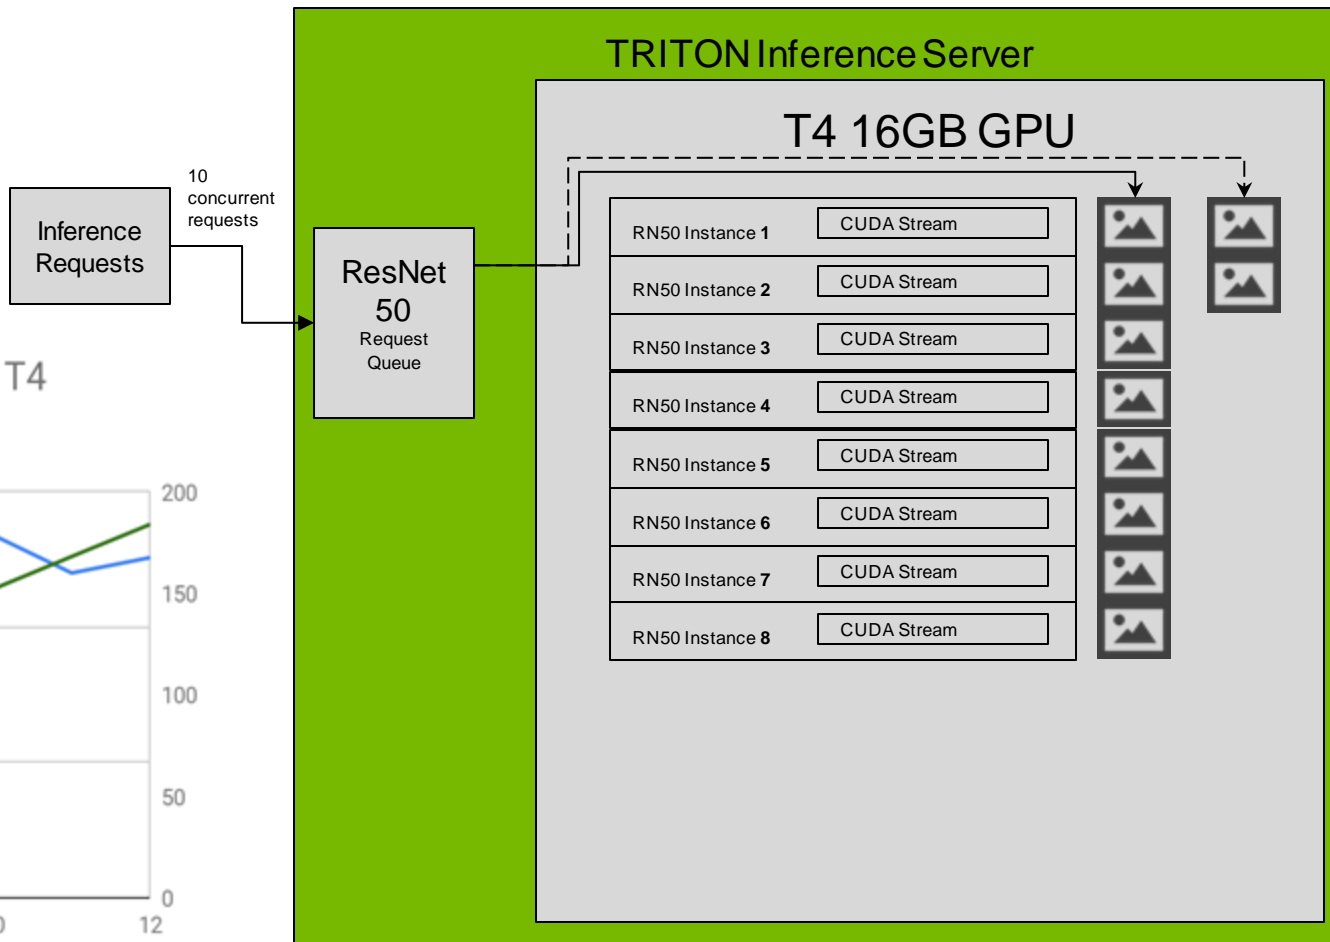 TRITON Inference Server
T4 16GB GPU
10
concurrent
requests
Inference
Requests
ResNet
50
Request
Queue
RN50 Instance 1
CUDA Stream
RN50 Instance 2
CUDA Stream
RN50 Instance 3
CUDA Stream
RN50 Instance 4
CUDA Stream
RN50 Instance 5
CUDA Stream
RN50 Instance 6
CUDA Stream
RN50 Instance 7
CUDA Stream
RN50 Instance 8
CUDA Stream
T4
200
150
100
50
0
12